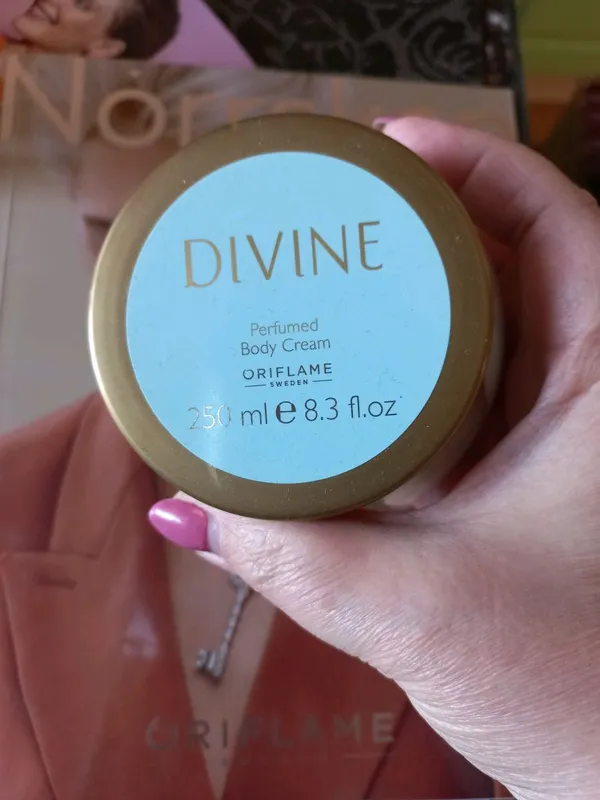 DIVINE
Perfumed
Body Cream
ORIFLAME
SWEDEN
250 ml e 8.3 fl.oz
ORIFLAME